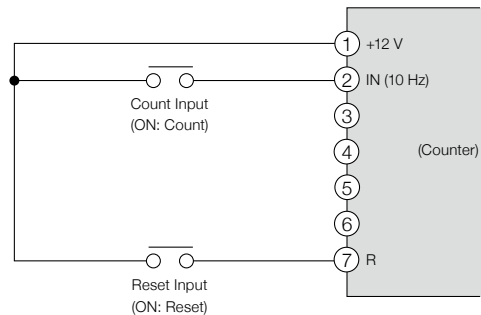 1 +12 V
2 IN (10 Hz)
Count Input
(ON: Count)
3
4 (Counter)
5
6
7 R
Reset Input
(ON: Reset)